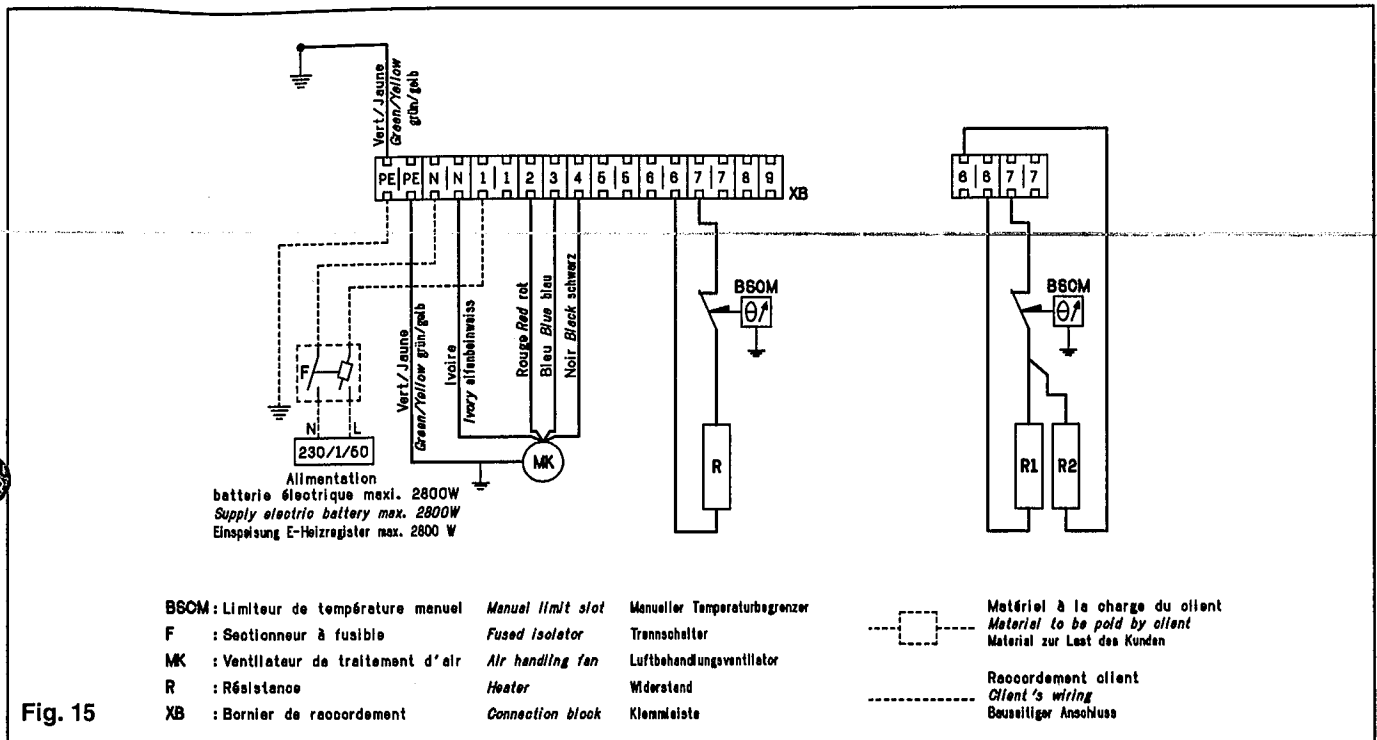 Vert/Jaune
Green/Yellow
grün/gelb
PE PE N N 1 1 2 3 4 5 5 6 6 7 7 8 9
XB
6 6 7 7
Vert/Jaune
Green/Yellow grün/gelb
Ivoire
Ivory elfenbeinweiss
Rouge Red rot
Bleu Blue blau
Noir Black schwarz
B60M
θ
B60M
θ
F
N L
230/1/50
MK
R
R1 R2
Alimentation
batterie électrique maxi. 2800W
Supply electric battery max. 2800W
Einspeisung E-Heizregister max. 2800 W
B60M : Limiteur de température manuel Manual limit slot Manueller Temperaturbegrenzer
F : Sectionneur à fusible Fused isolator Trennschalter
MK : Ventilateur de traitement d'air Air handling fan Luftbehandlungsventilator
R : Résistance Heater Widerstand
XB : Bornier de raccordement Connection block Klemmleiste
Matériel à la charge du client
Material to be paid by client
Material zur Last des Kunden
Raccordement client
Client's wiring
Bauseitiger Anschluss
Fig. 15